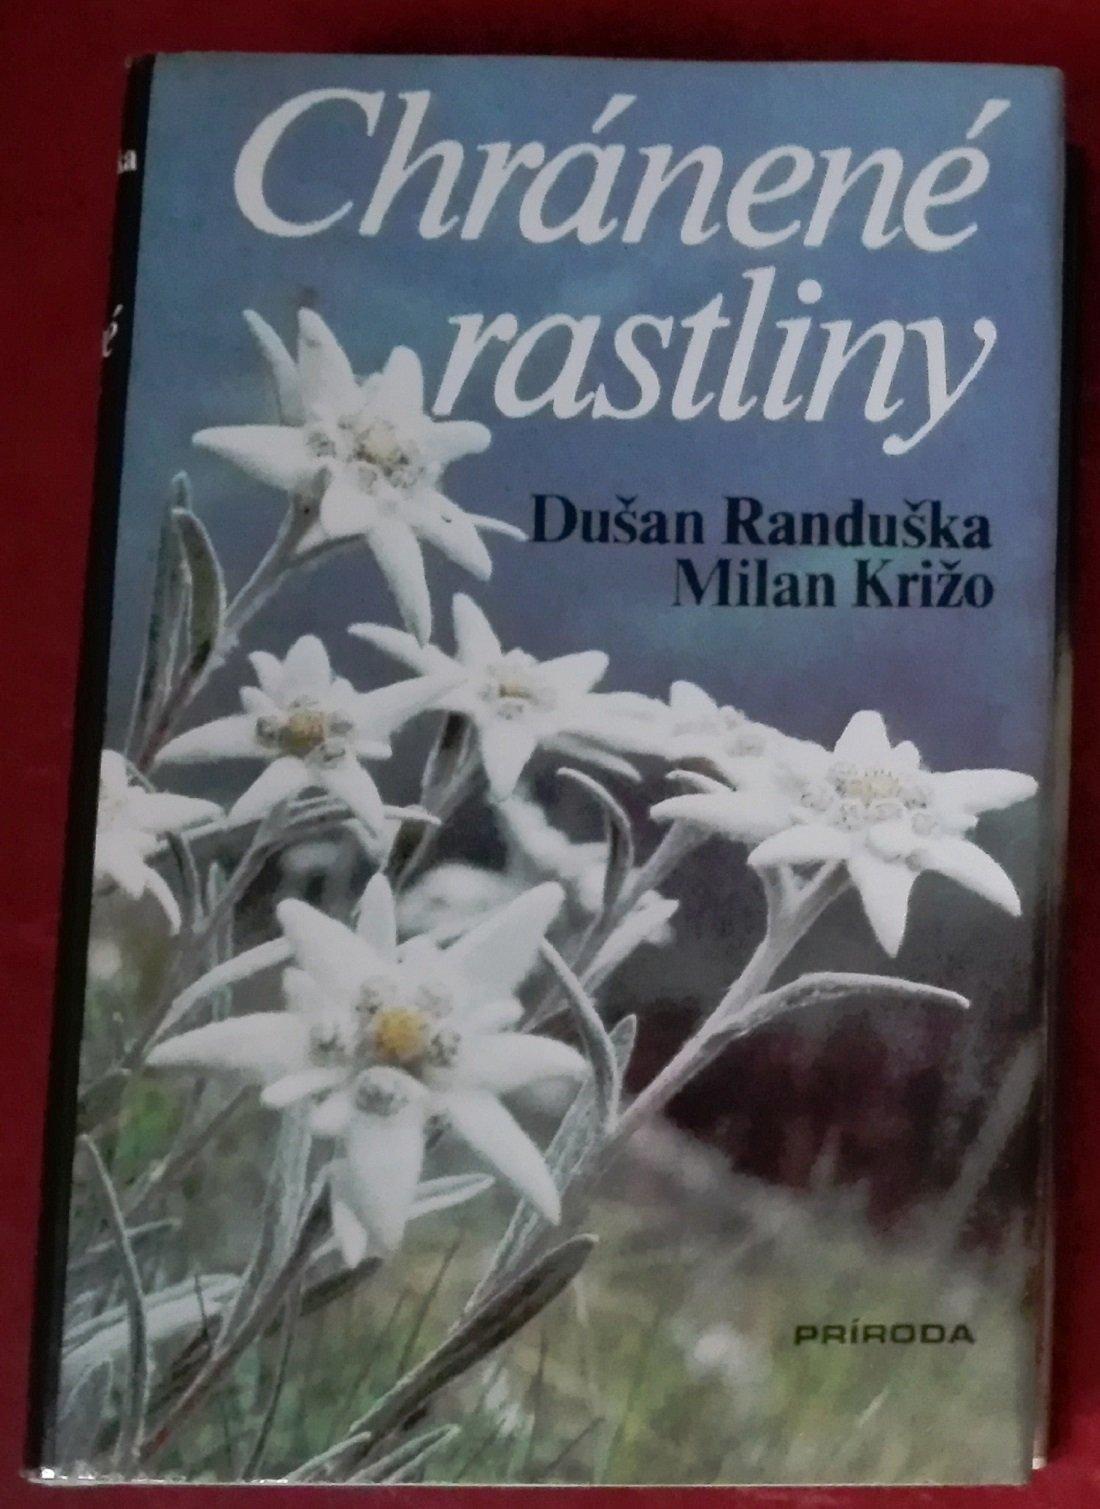 Chránené
rastliny
Dušan Randuška
Milan Križo
PRÍRODA